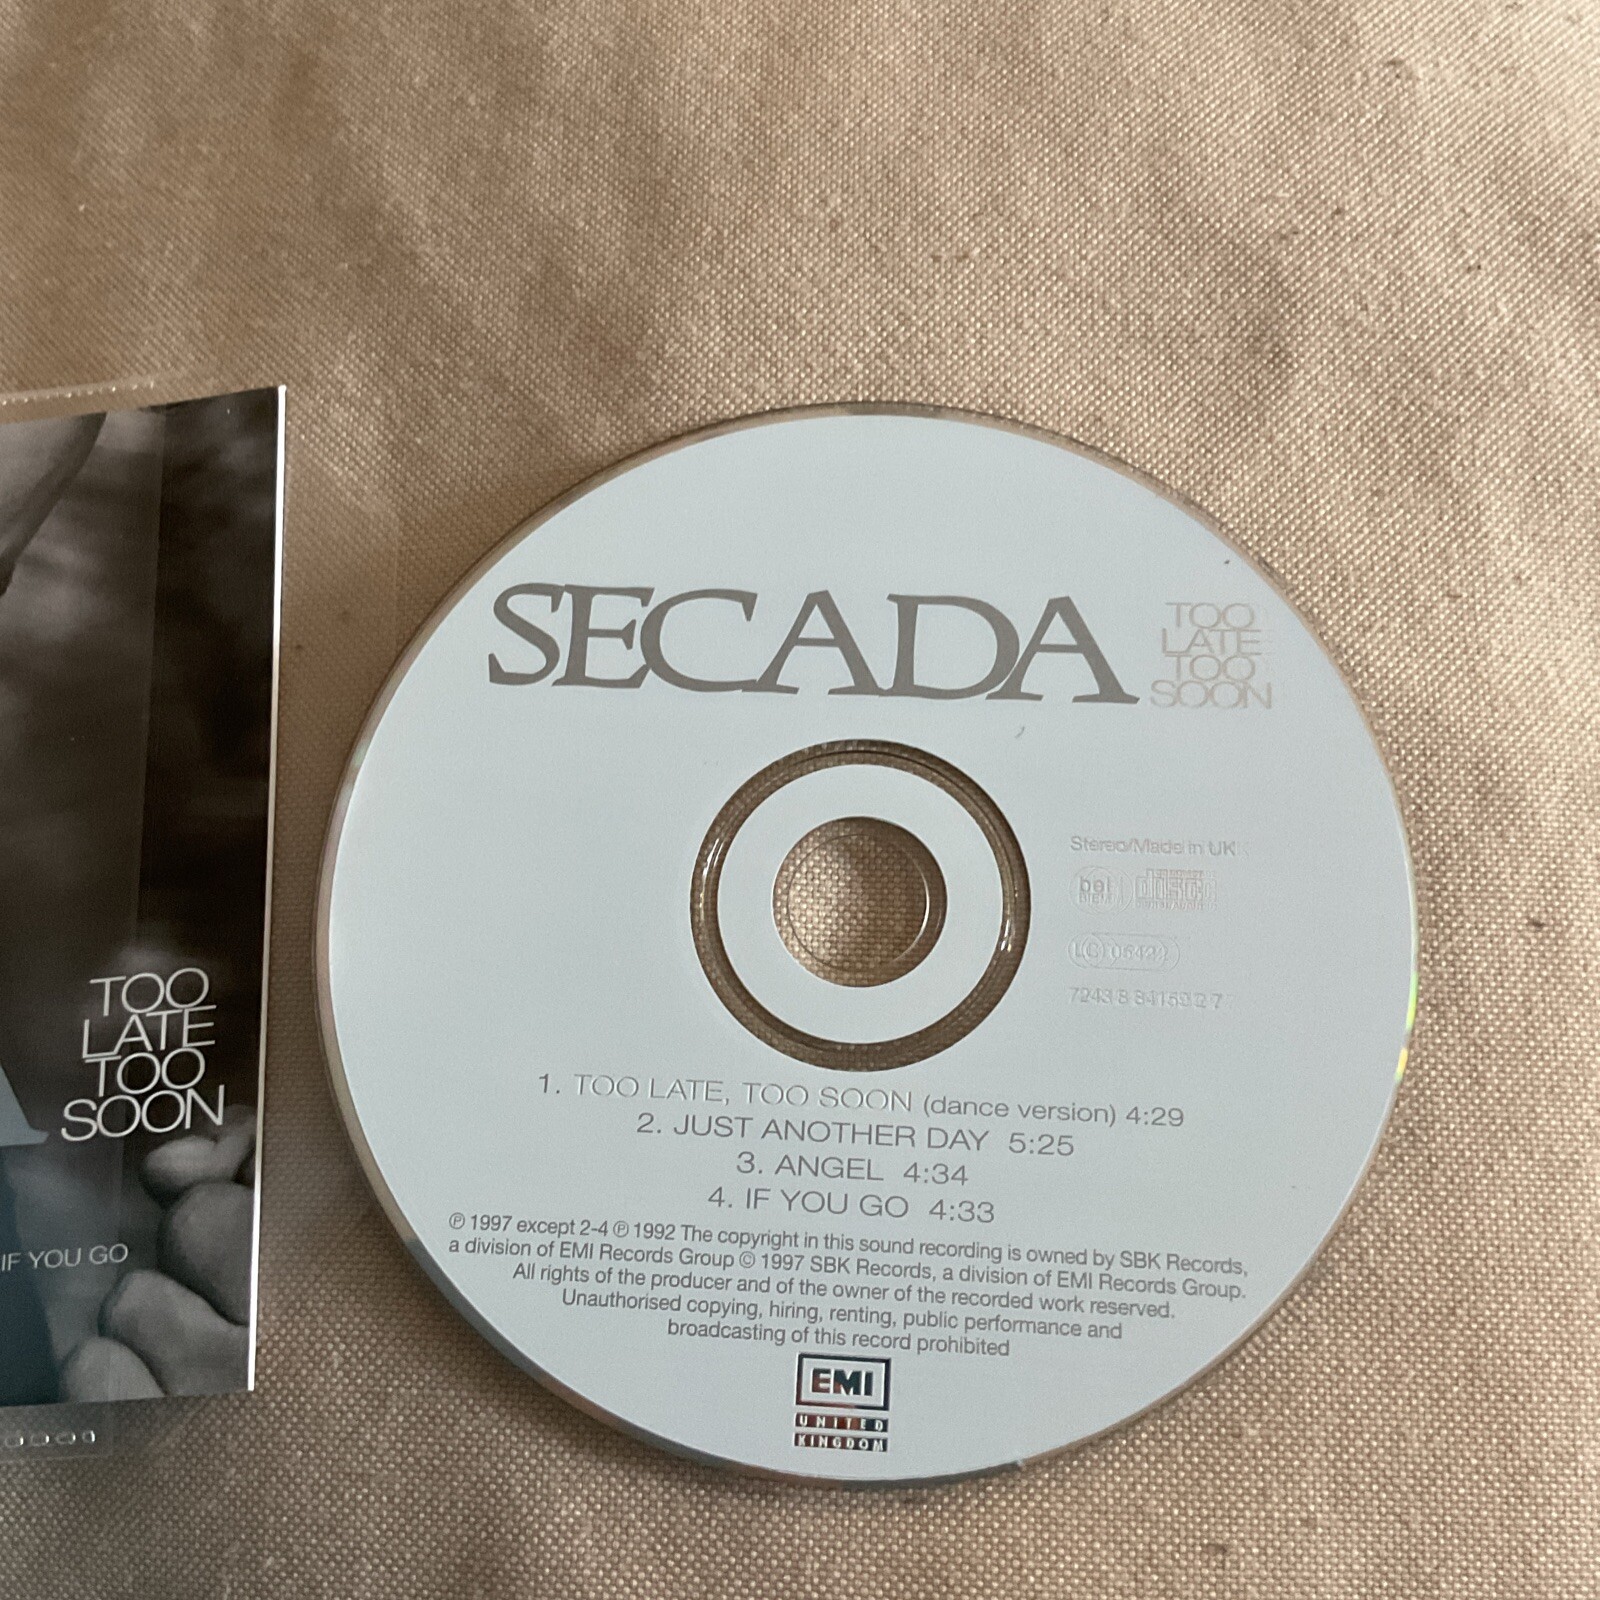 SECADA
TOO
LATE
TOO
SOON
Stereo/Made in UK
disc
1. TOO LATE, TOO SOON (dance version) 4:29
2. JUST ANOTHER DAY 5:25
3. ANGEL 4:34
4. IF YOU GO 4:33
℗ 1997 except 2-4 ℗ 1992 The copyright in this sound recording is owned by SBK Records,
a division of EMI Records Group © 1997 SBK Records, a division of EMI Records Group.
All rights of the producer and of the owner of the recorded work reserved.
Unauthorised copying, hiring, renting, public performance and
broadcasting of this record prohibited
EMI
UNITED
KINGDOM
TOO
LATE
TOO
SOON
IF YOU GO